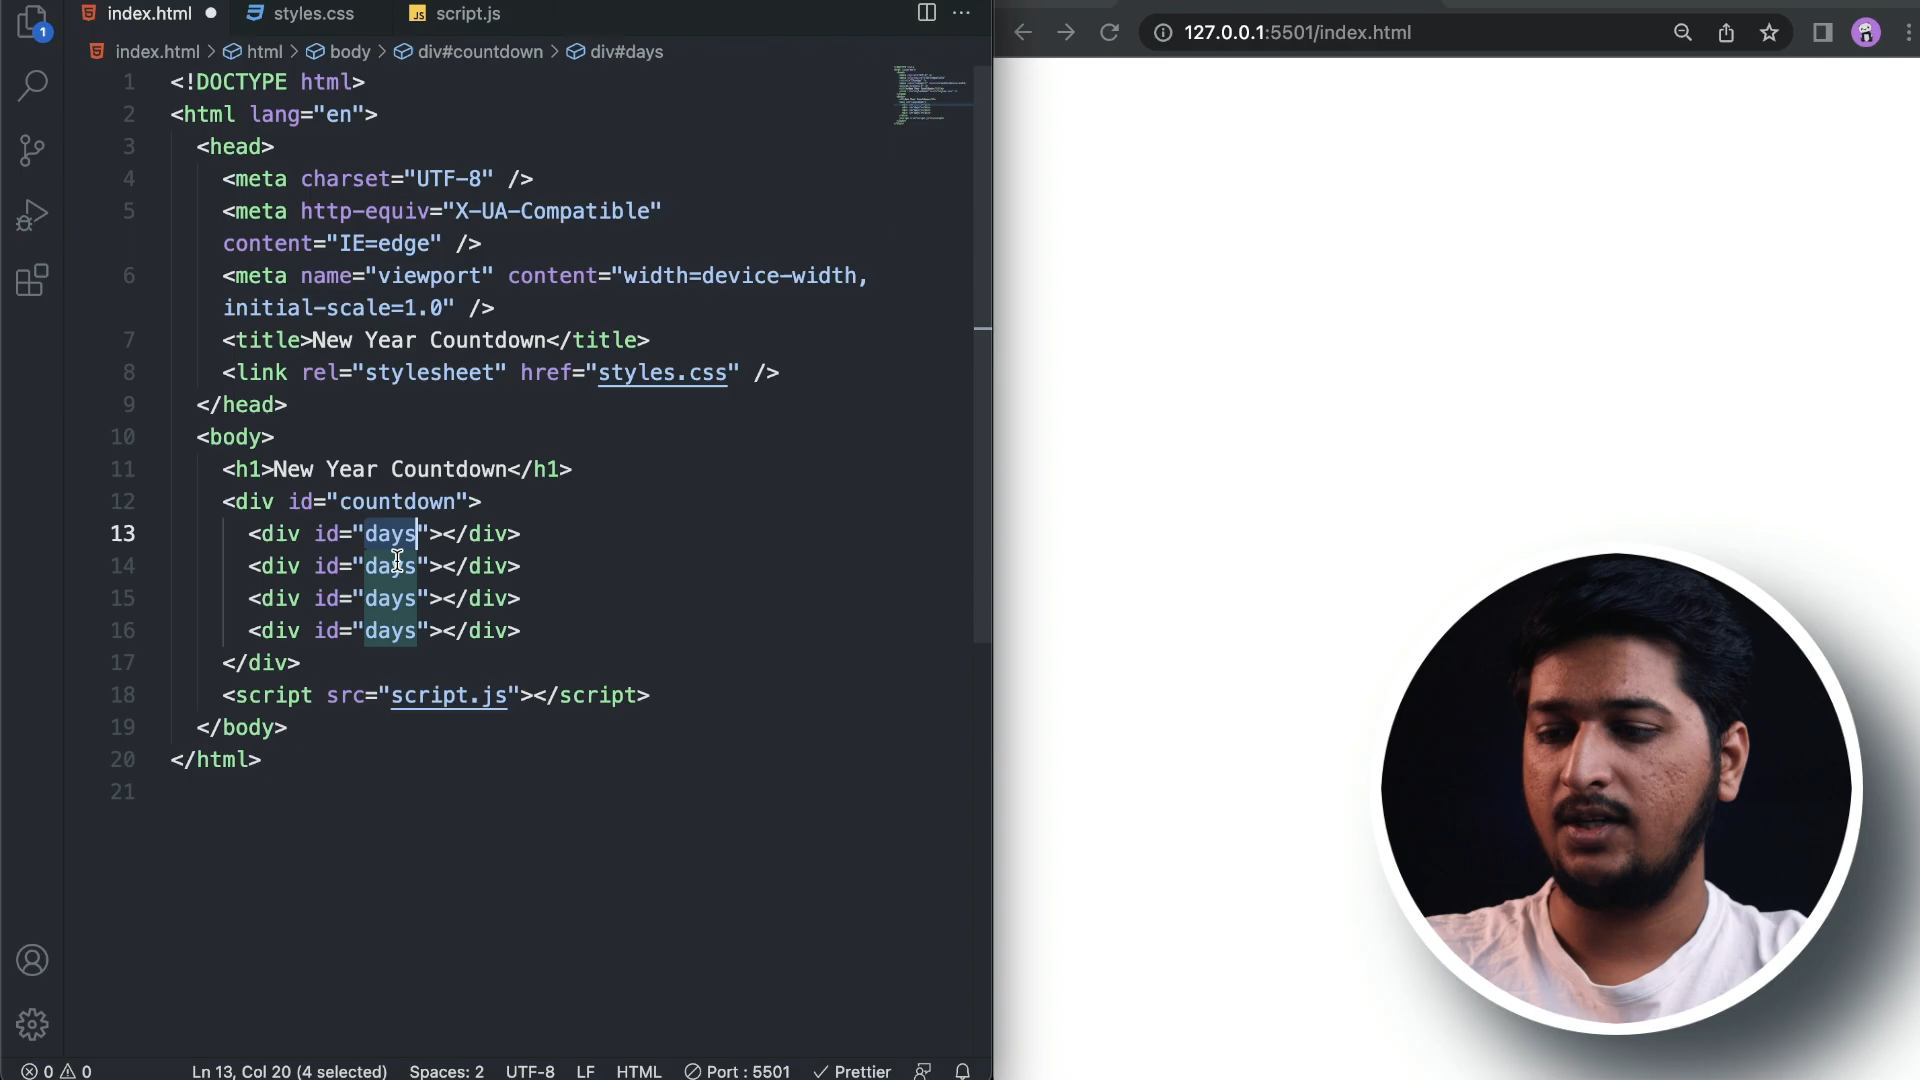 index.html styles.css script.js
127.0.0.1:5501/index.html
1
index.html > html > body > div#countdown > div#days
1 <!DOCTYPE html>
2 <html lang="en">
3 <head>
4 <meta charset="UTF-8" />
5 <meta http-equiv="X-UA-Compatible"
content="IE=edge" />
6 <meta name="viewport" content="width=device-width,
initial-scale=1.0" />
7 <title>New Year Countdown</title>
8 <link rel="stylesheet" href="styles.css" />
9 </head>
10 <body>
11 <h1>New Year Countdown</h1>
12 <div id="countdown">
13 <div id="days"></div>
14 <div id="days"></div>
15 <div id="days"></div>
16 <div id="days"></div>
17 </div>
18 <script src="script.js"></script>
19 </body>
20 </html>
21
0 0 Ln 13, Col 20 (4 selected) Spaces: 2 UTF-8 LF HTML Port : 5501 Prettier